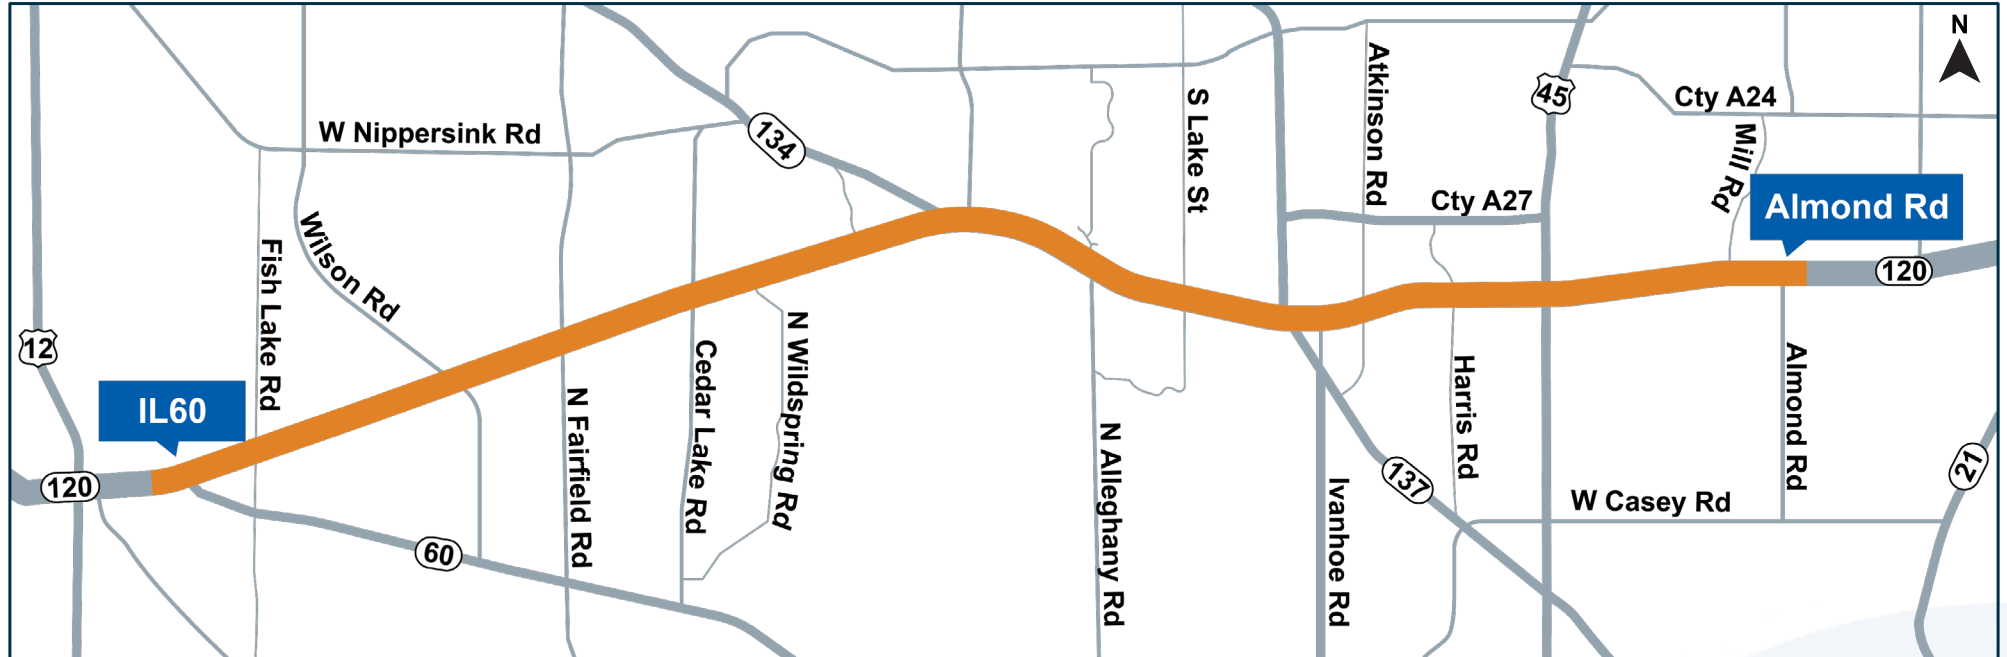 N
45
Cty A24
S Lake St
Atkinson Rd
W Nippersink Rd
134
Mill Rd
Cty A27
Almond Rd
Wilson Rd
Fish Lake Rd
120
12
N Wildspring Rd
Cedar Lake Rd
Almond Rd
Harris Rd
IL60
N Fairfield Rd
N Alleghany Rd
21
120
137
Ivanhoe Rd
W Casey Rd
60